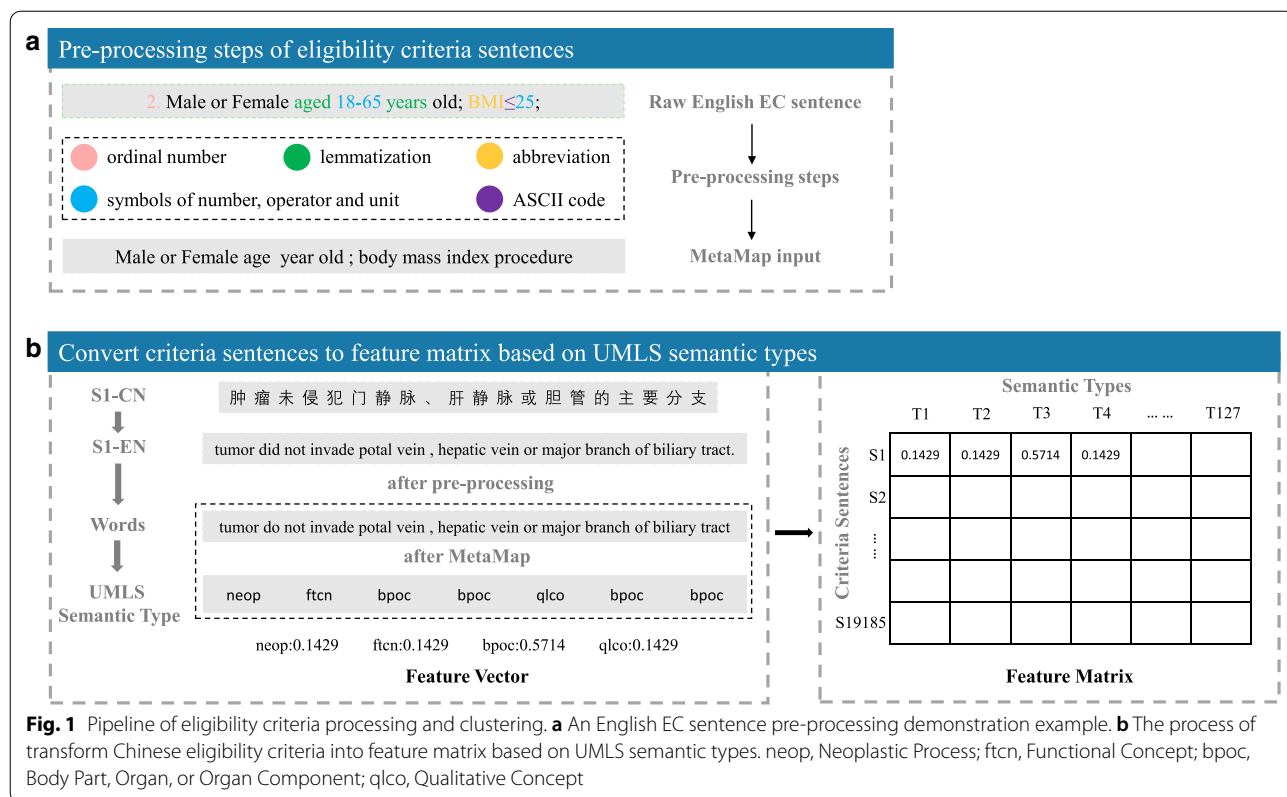 a
Pre-processing steps of eligibility criteria sentences
2. Male or Female aged 18-65 years old; BMI≤25;
Raw English EC sentence
ordinal number
lemmatization
abbreviation
Pre-processing steps
symbols of number, operator and unit
ASCII code
Male or Female age year old ; body mass index procedure
MetaMap input
b
Convert criteria sentences to feature matrix based on UMLS semantic types
S1-CN
肿瘤未侵犯门静脉、肝静脉或胆管的主要分支
S1-EN
tumor did not invade potal vein , hepatic vein or major branch of biliary tract.
after pre-processing
Words
tumor do not invade potal vein , hepatic vein or major branch of biliary tract
after MetaMap
UMLS
Semantic Type
neop ftcn bpoc bpoc qlco bpoc bpoc
neop:0.1429 ftcn:0.1429 bpoc:0.5714 qlco:0.1429
Feature Vector
Semantic Types
T1 T2 T3 T4 ... ... T127
Criteria Sentences
S1 0.1429 0.1429 0.5714 0.1429
S2
... ...
S19185
Feature Matrix
Fig. 1 Pipeline of eligibility criteria processing and clustering. a An English EC sentence pre-processing demonstration example. b The process of
transform Chinese eligibility criteria into feature matrix based on UMLS semantic types. neop, Neoplastic Process; ftcn, Functional Concept; bpoc,
Body Part, Organ, or Organ Component; qlco, Qualitative Concept